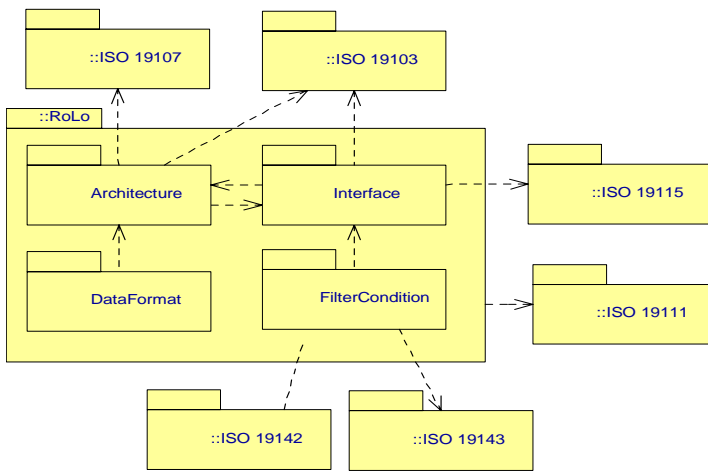 ::ISO 19107
::ISO 19103
::RoLo
Architecture
Interface
::ISO 19115
DataFormat
FilterCondition
::ISO 19111
::ISO 19142
::ISO 19143